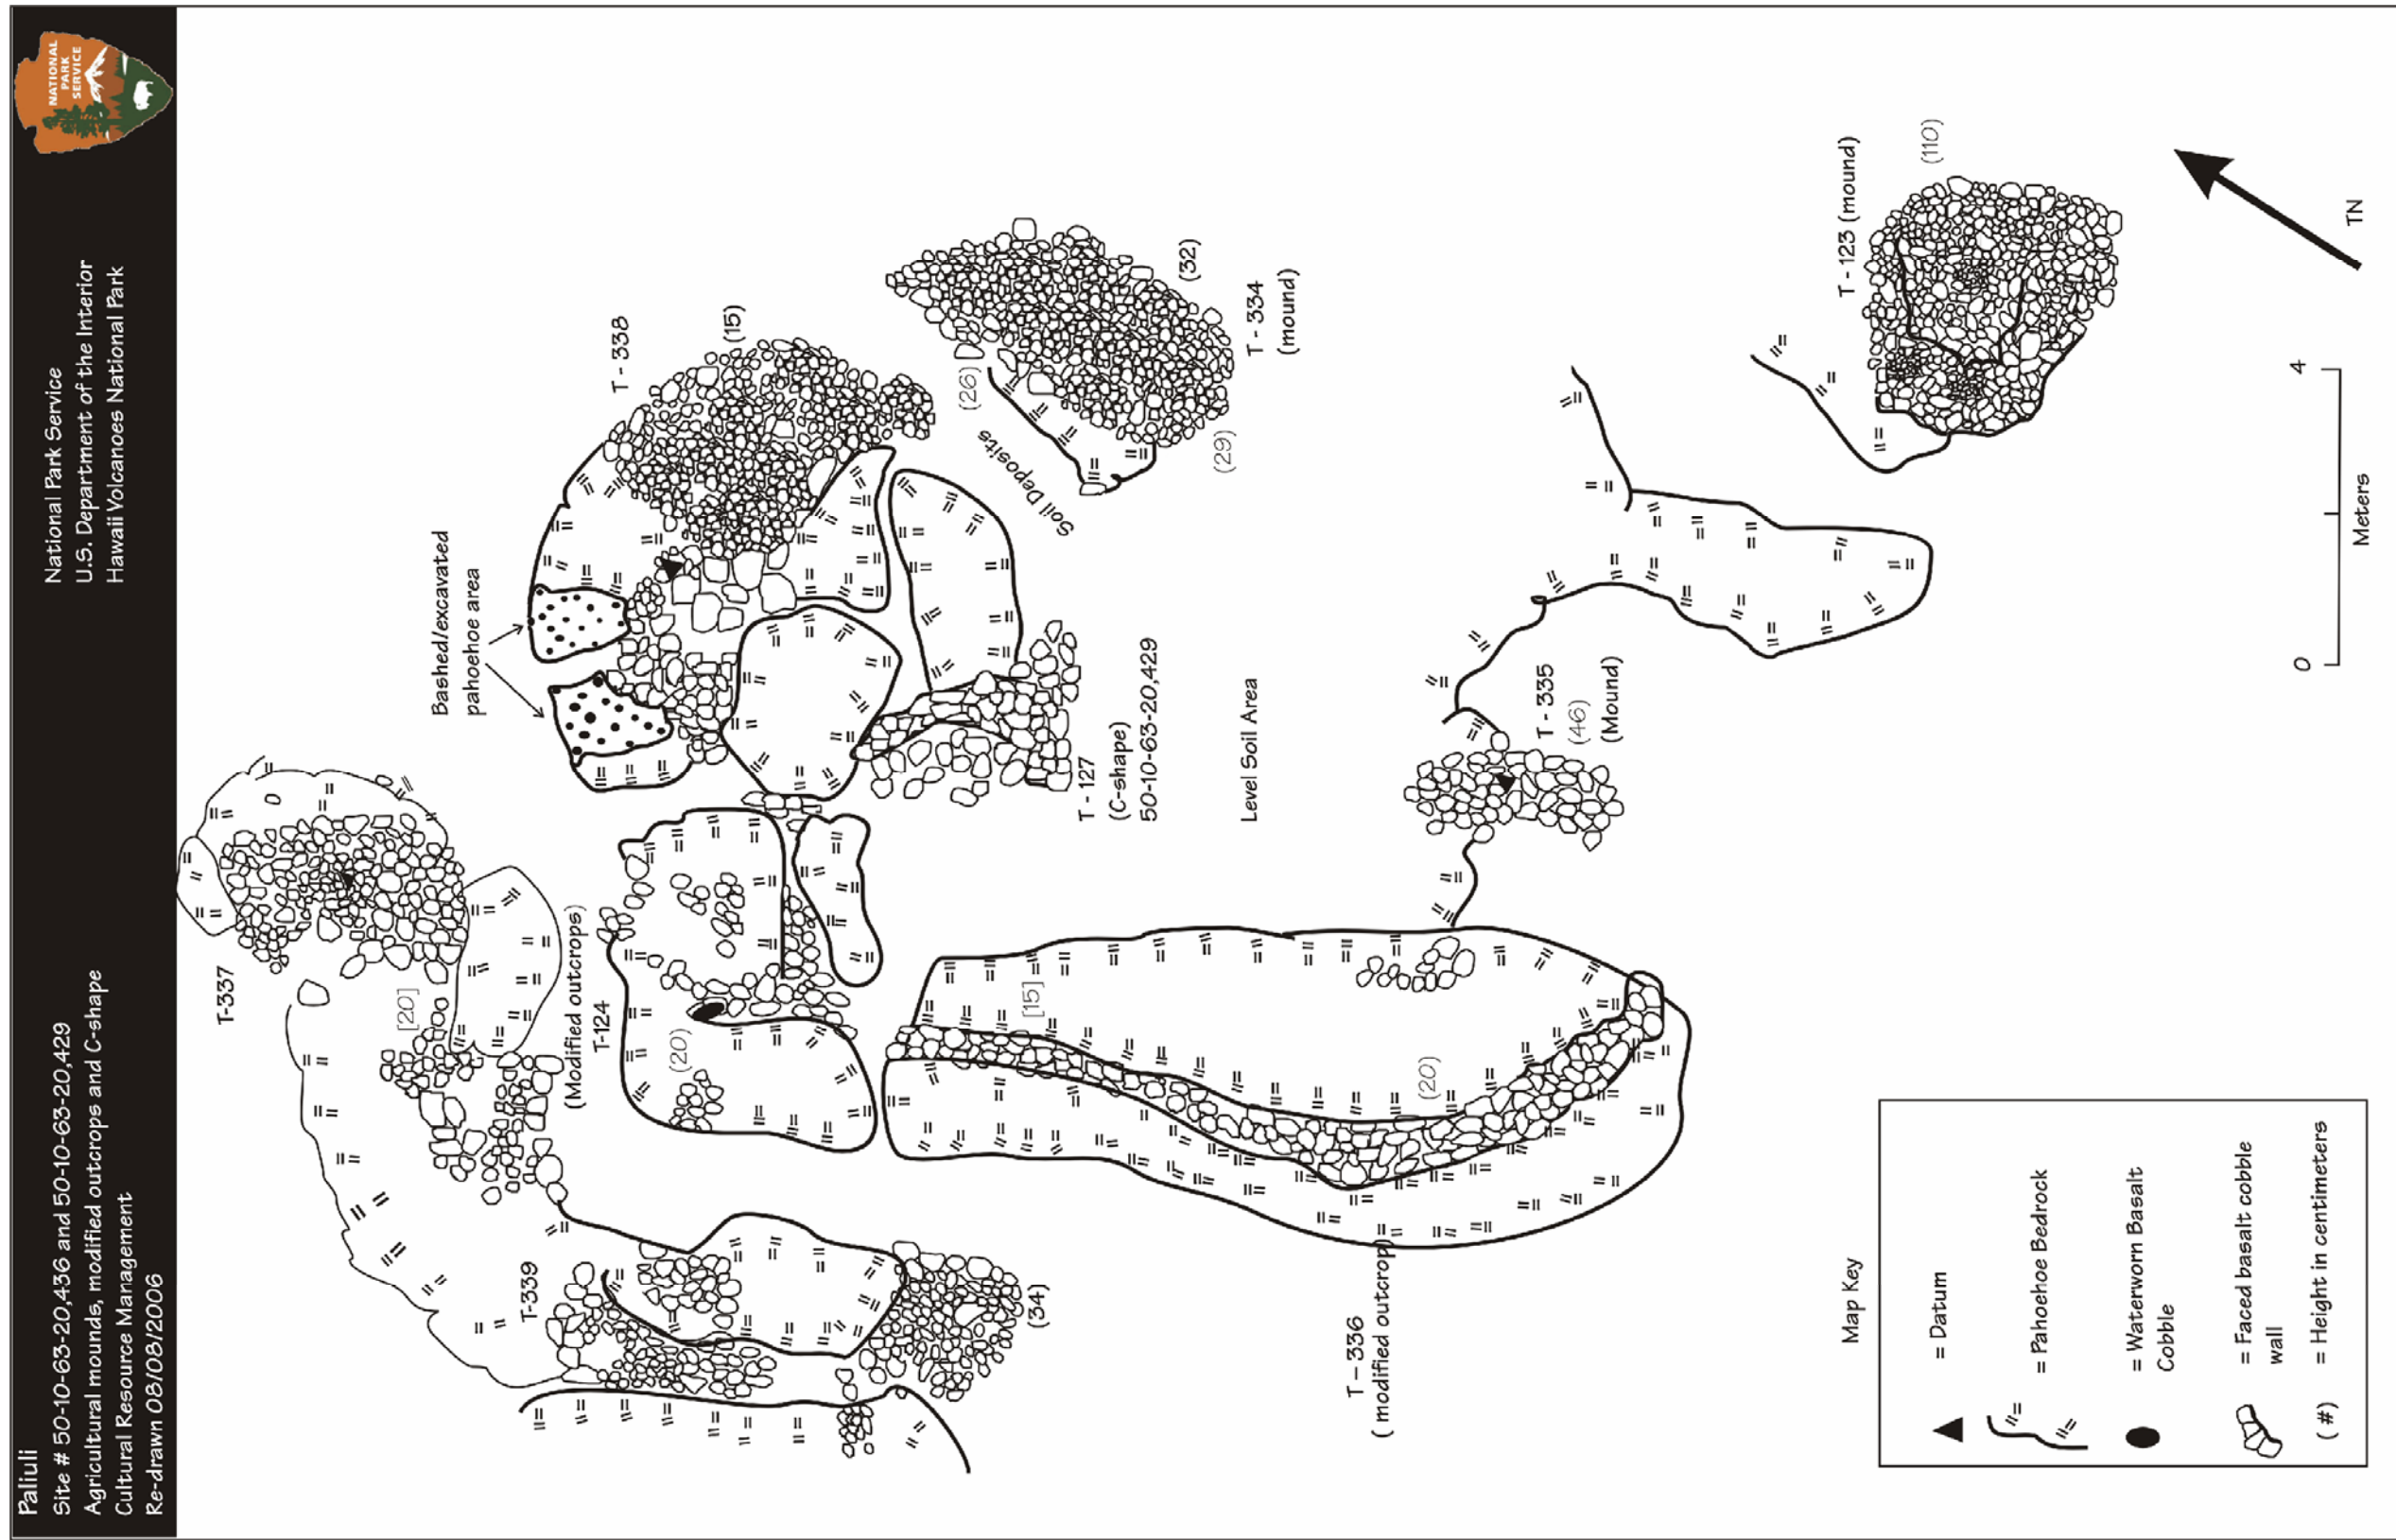 Paliuli
Site # 50-10-63-20,436 and 50-10-63-20,429
Agricultural mounds, modified outcrops and C-shape
Cultural Resource Management
Re-drawn 08/08/2006
National Park Service
U.S. Department of the Interior
Hawaii Volcanoes National Park
NATIONAL
PARK
SERVICE
T-337
[20]
Bashed/excavated
pahoehoe area
T - 338
(15)
T-339
(34)
(Modified outcrops)
T-124
(20)
(26)
Soil Deposits
(32)
(29)
T - 334
(mound)
T - 127
(C-shape)
50-10-63-20,429
Level Soil Area
[15]
(20)
T - 336
( modified outcrop)
T - 335
(46)
(Mound)
T - 123 (mound)
(110)
TN
0
4
Meters
Map Key
= Datum
= Pahoehoe Bedrock
= Waterworn Basalt
Cobble
= Faced basalt cobble
wall
( #) = Height in centimeters